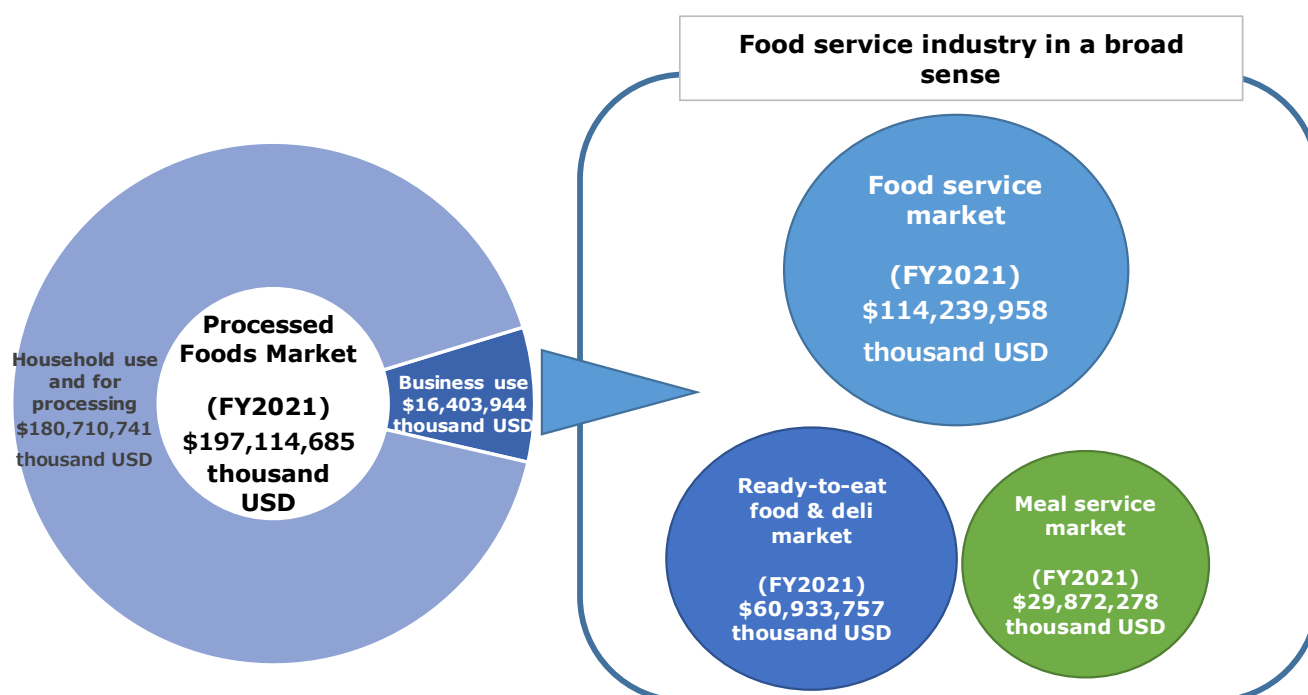 Food service industry in a broad
sense
Household use
and for
processing
$180,710,741
thousand USD
Processed
Foods Market
(FY2021)
$197,114,685
thousand
USD
Business use
$16,403,944
thousand USD
Food service
market
(FY2021)
$114,239,958
thousand USD
Ready-to-eat
food & deli
market
(FY2021)
$60,933,757
thousand USD
Meal service
market
(FY2021)
$29,872,278
thousand USD